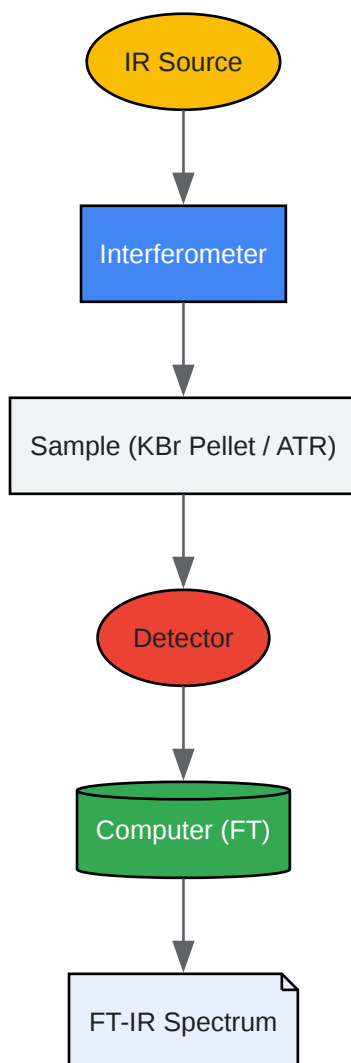 IR Source
Interferometer
Sample (KBr Pellet / ATR)
Detector
Computer (FT)
FT-IR Spectrum